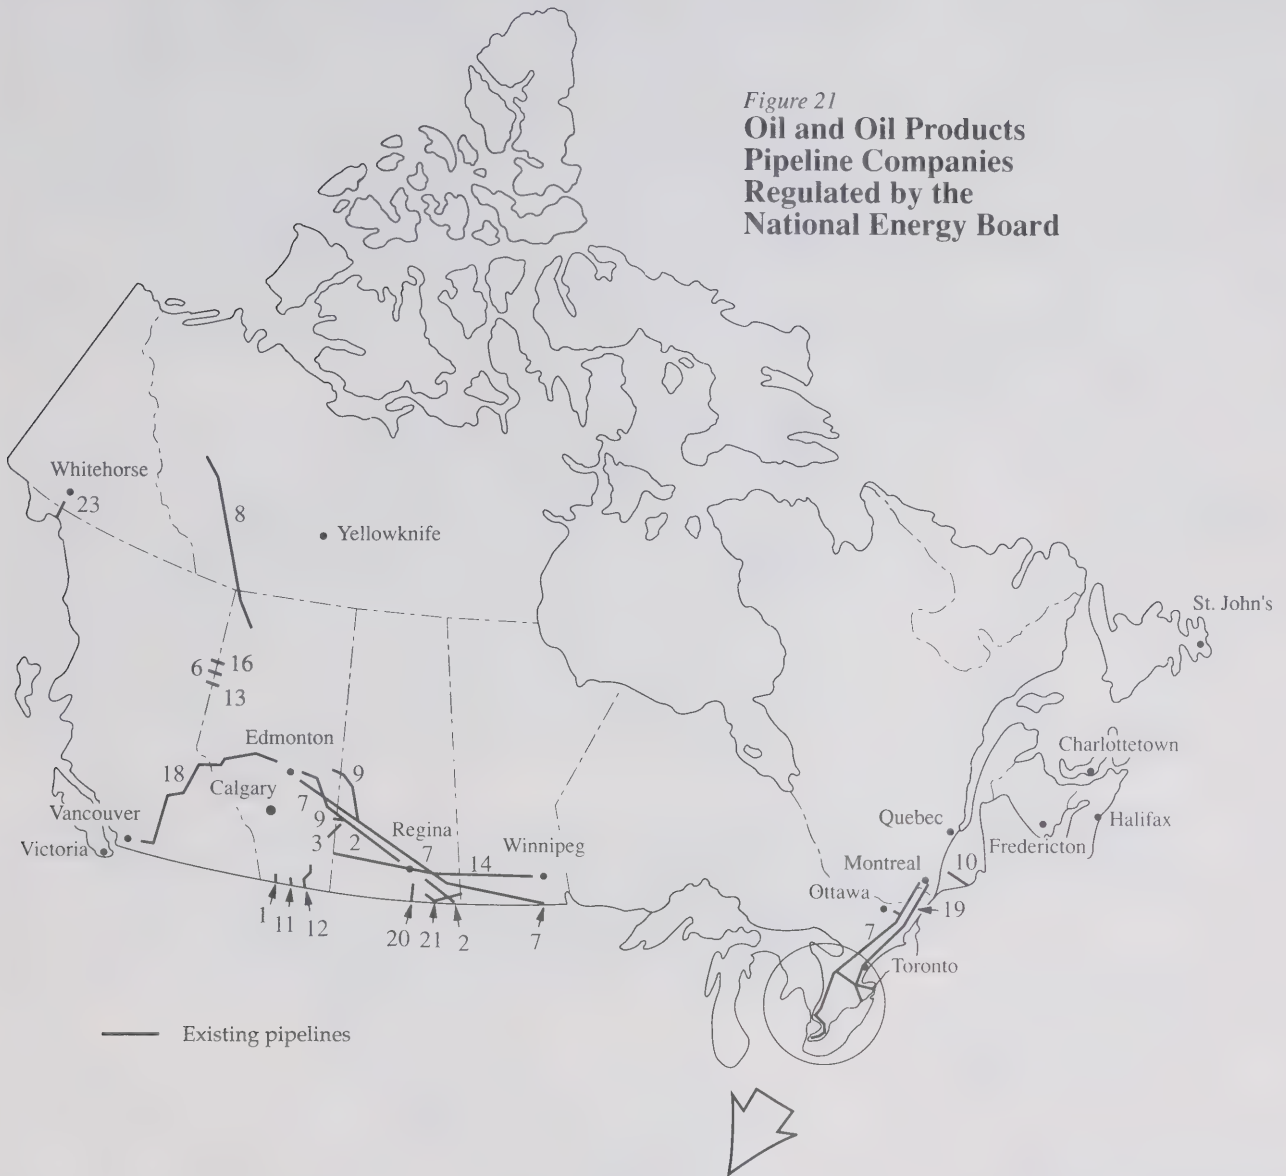 Figure 21
Oil and Oil Products
Pipeline Companies
Regulated by the
National Energy Board
Whitehorse
23
8
Yellowknife
St. John's
6
16
13
Edmonton
18
9
Calgary
7
Charlottetown
Vancouver
9
Regina
Quebec
Halifax
Victoria
3
2
7
14
Winnipeg
Fredericton
Montreal
10
Ottawa
1
11
12
20
21
2
7
7
19
Toronto
Existing pipelines